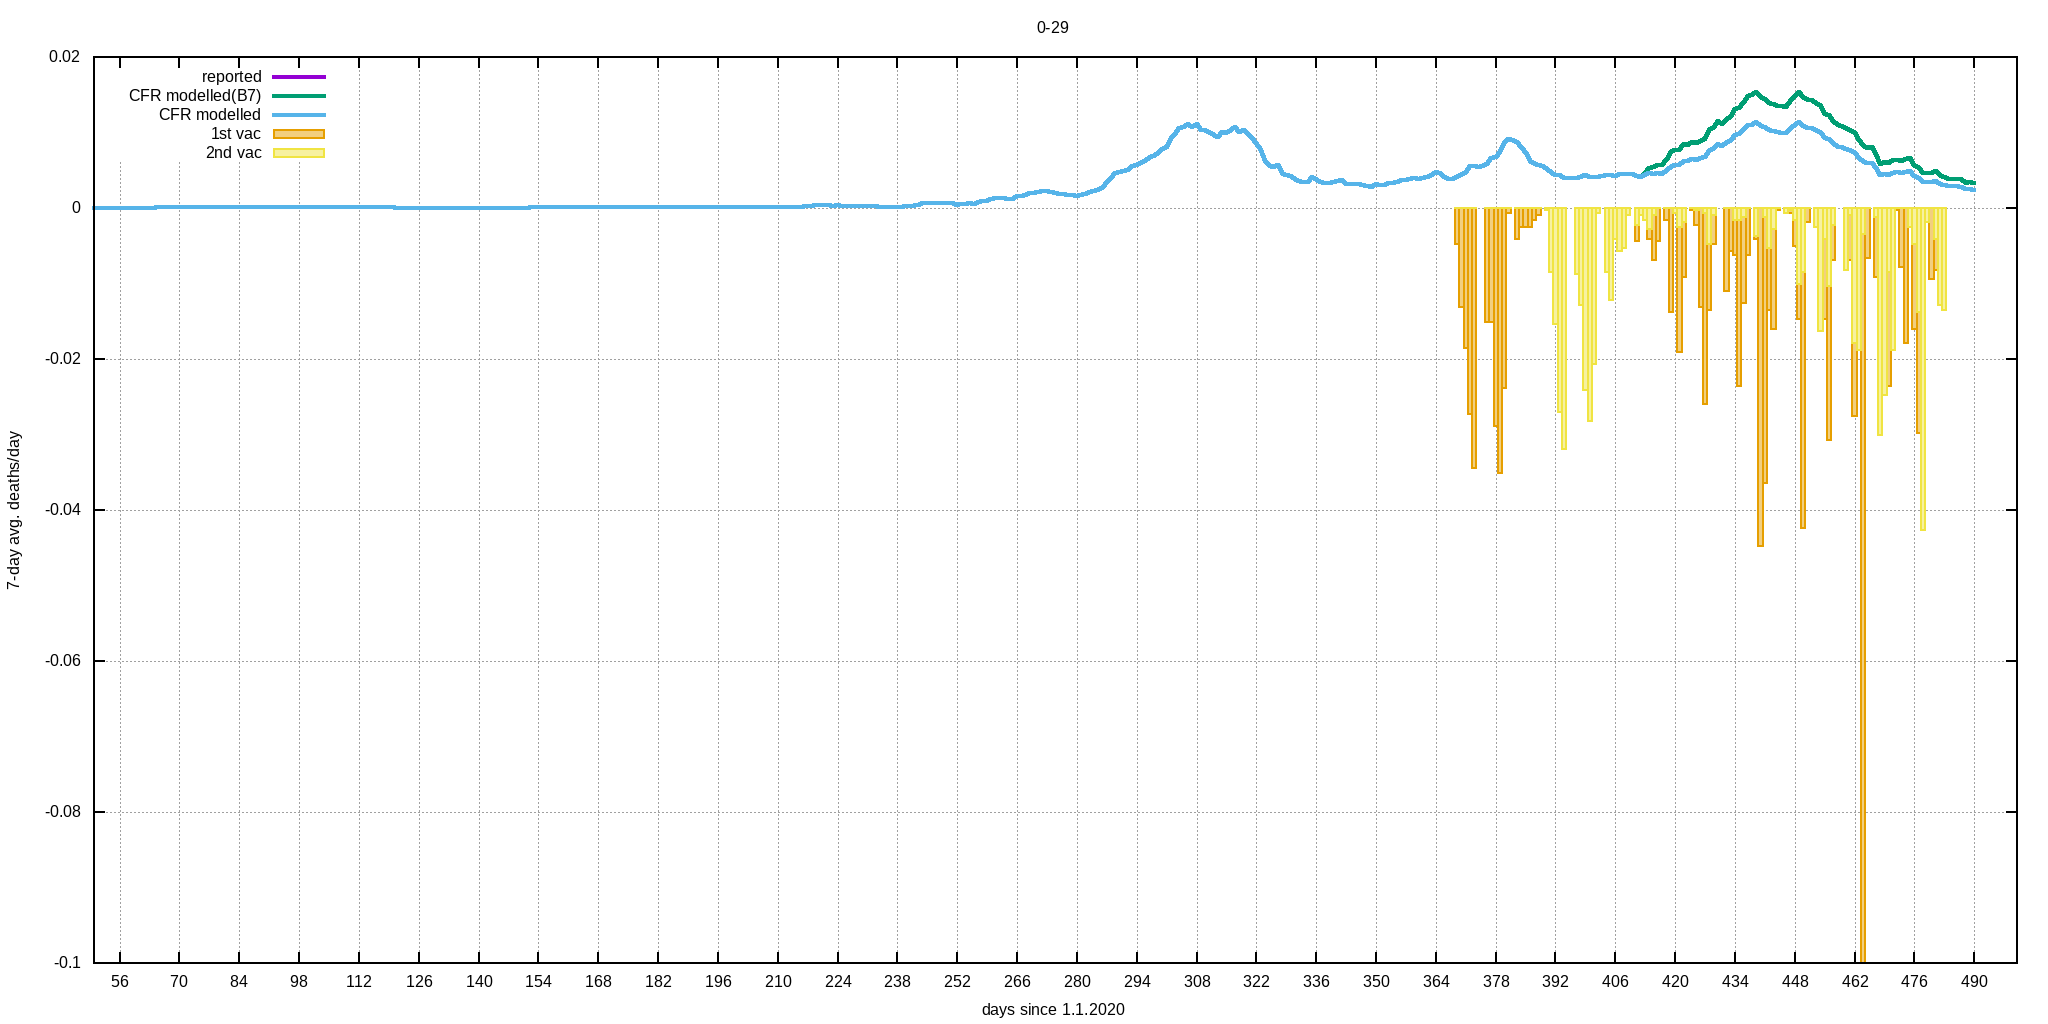 0-29
0.02
reported
CFR modelled(B7)
CFR modelled
1st vac
2nd vac
0
-0.02
-0.04
-0.06
-0.08
-0.1
7-day avg. deaths/day
56 70 84 98 112 126 140 154 168 182 196 210 224 238 252 266 280 294 308 322 336 350 364 378 392 406 420 434 448 462 476 490
days since 1.1.2020